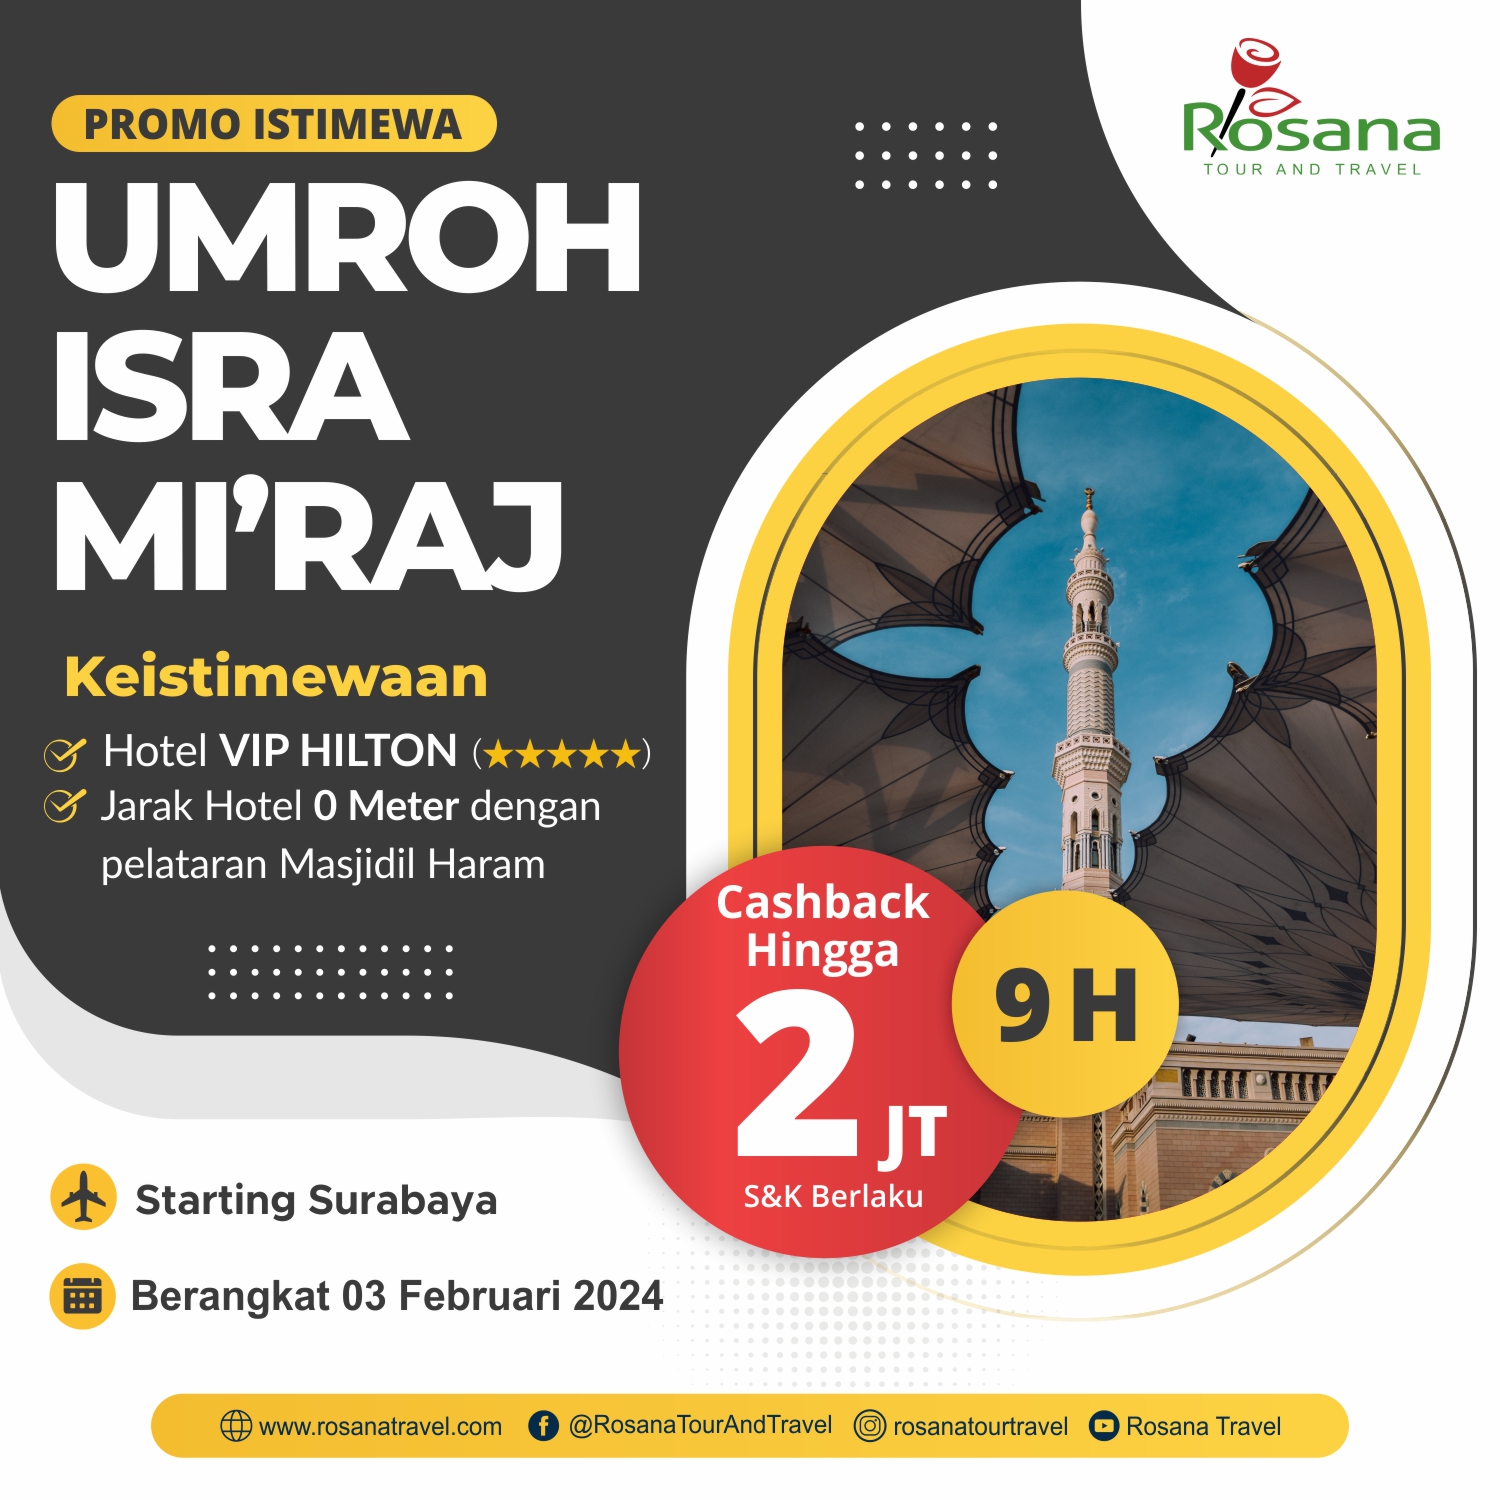 Rosana
TOUR AND TRAVEL
PROMO ISTIMEWA
UMROH
ISRA
MI’RAJ
Keistimewaan
Hotel VIP HILTON (★★★★★)
Jarak Hotel 0 Meter dengan
pelataran Masjidil Haram
Cashback
Hingga
2 JT
S&K Berlaku
9 H
Starting Surabaya
Berangkat 03 Februari 2024
www.rosanatravel.com @RosanaTourAndTravel rosanatourtravel Rosana Travel